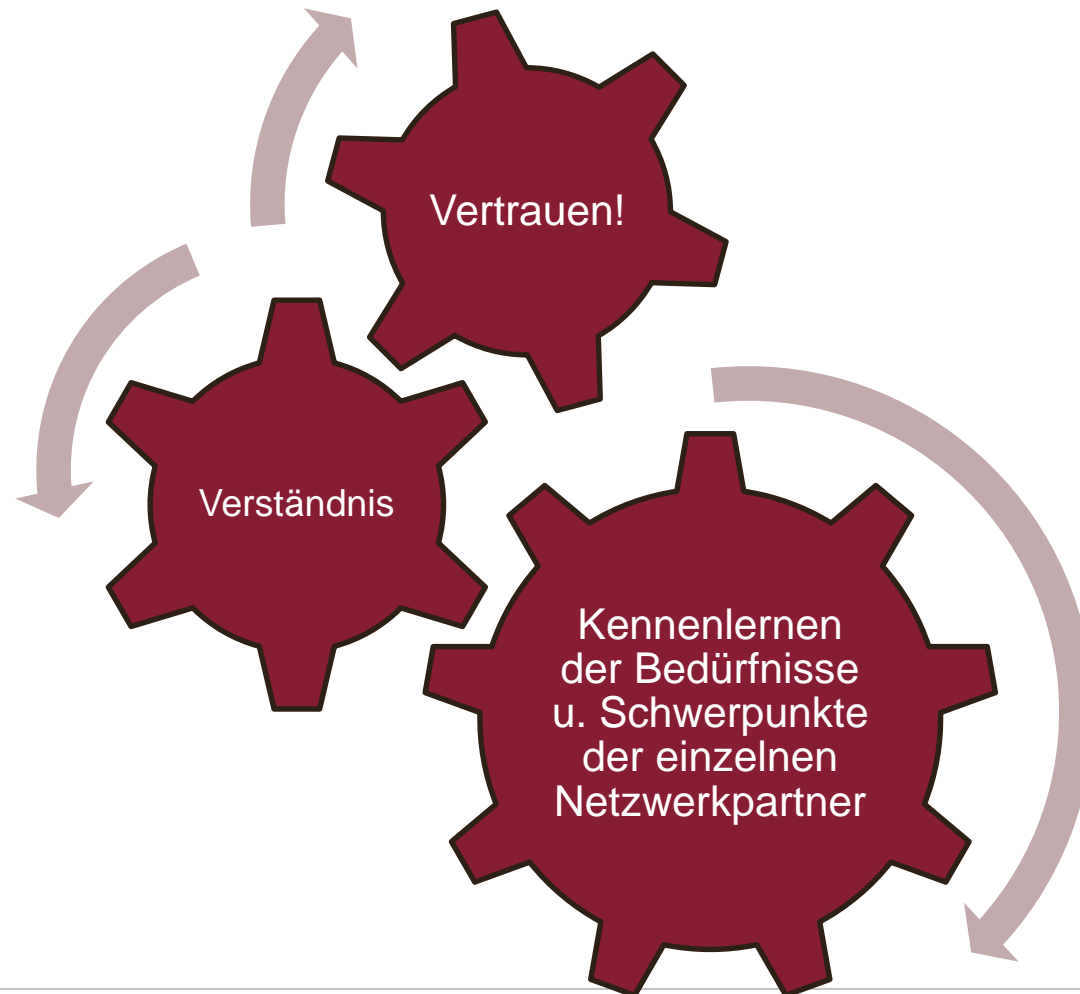 Vertrauen!
Verständnis
Kennenlernen
der Bedürfnisse
u. Schwerpunkte
der einzelnen
Netzwerkpartner